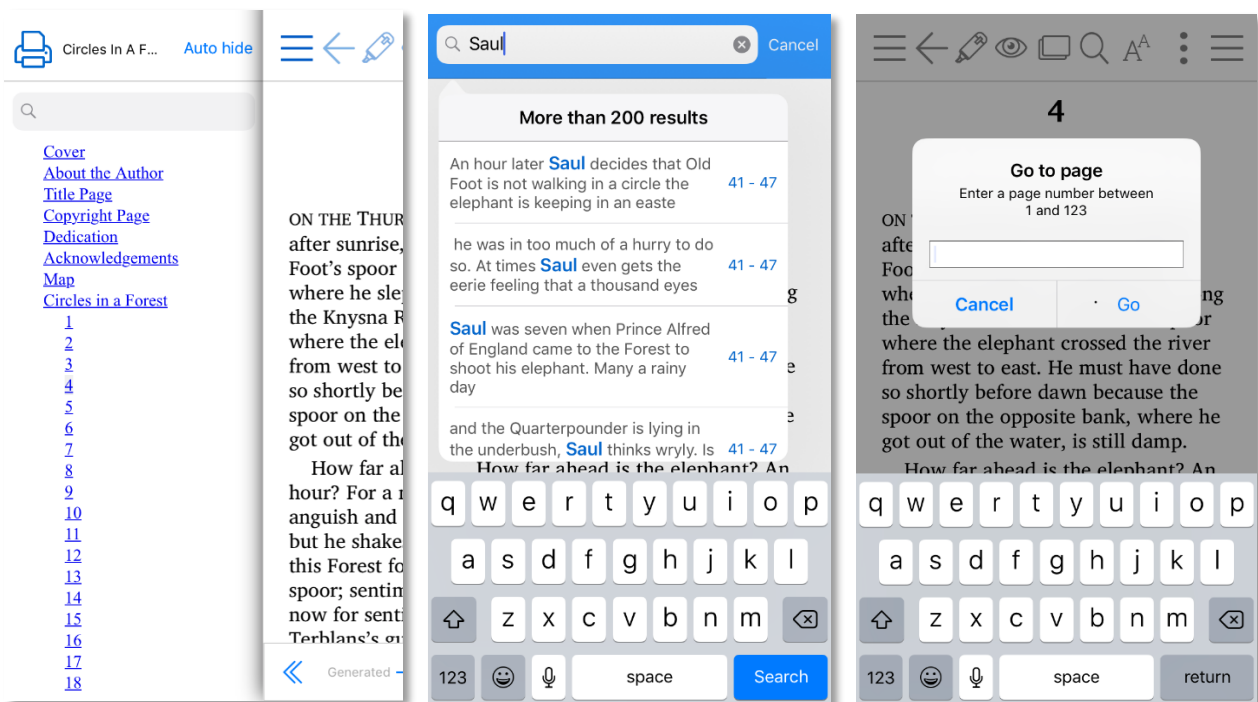 Circles In A F...
Auto hide
Cover
About the Author
Title Page
Copyright Page
Dedication
Acknowledgements
Map
Circles in a Forest
1
2
3
4
5
6
7
8
9
10
11
12
13
14
15
16
17
18
ON THE THUR
after sunrise,
Foot's spoor
where he slep
the Knysna R
where the ele
from west to
so shortly be
spoor on the
got out of the
How far al
hour? For a r
anguish and
but he shake
this Forest fo
spoor; sentim
now for senti
Terblans's gu
Generated
Saul
Cancel
More than 200 results
An hour later Saul decides that Old
Foot is not walking in a circle the
elephant is keeping in an easte
41 - 47
he was in too much of a hurry to do
so. At times Saul even gets the
eerie feeling that a thousand eyes
41 - 47
Saul was seven when Prince Alfred
of England came to the Forest to
shoot his elephant. Many a rainy
day
41 - 47
and the Quarterpounder is lying in
the underbush, Saul thinks wryly. Is
41 - 47
g
e
e
How far ahead is the elephant? An
q w e r t y u i o p
a s d f g h j k l
z x c v b n m
123
space
Search
AA
4
Go to page
Enter a page number between
1 and 123
Cancel
Go
ON
afte
Foo
who ng
the or
where the elephant crossed the river
from west to east. He must have done
so shortly before dawn because the
spoor on the opposite bank, where he
got out of the water, is still damp.
How far ahead is the elephant? An
q w e r t y u i o p
a s d f g h j k l
z x c v b n m
123
space
return